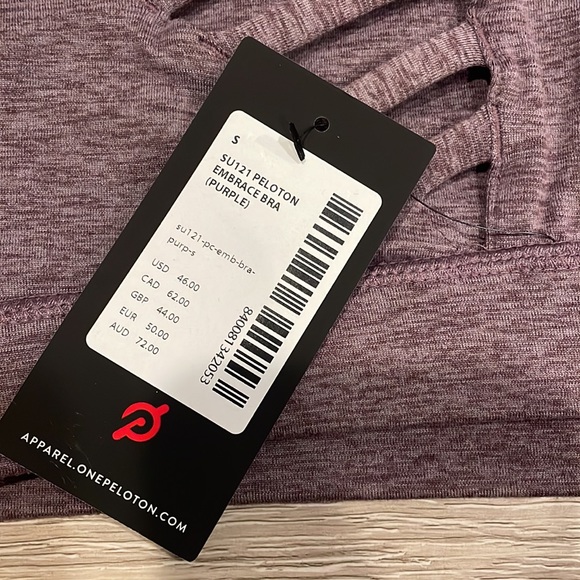 S
SU121 PELOTON
EMBRACE BRA
(PURPLE)
su121-pc-emb-bra-
purp-s
USD 46.00
CAD 62.00
GBP 44.00
EUR 50.00
AUD 72.00
840081342053
APPAREL.ONEPELOTON.COM